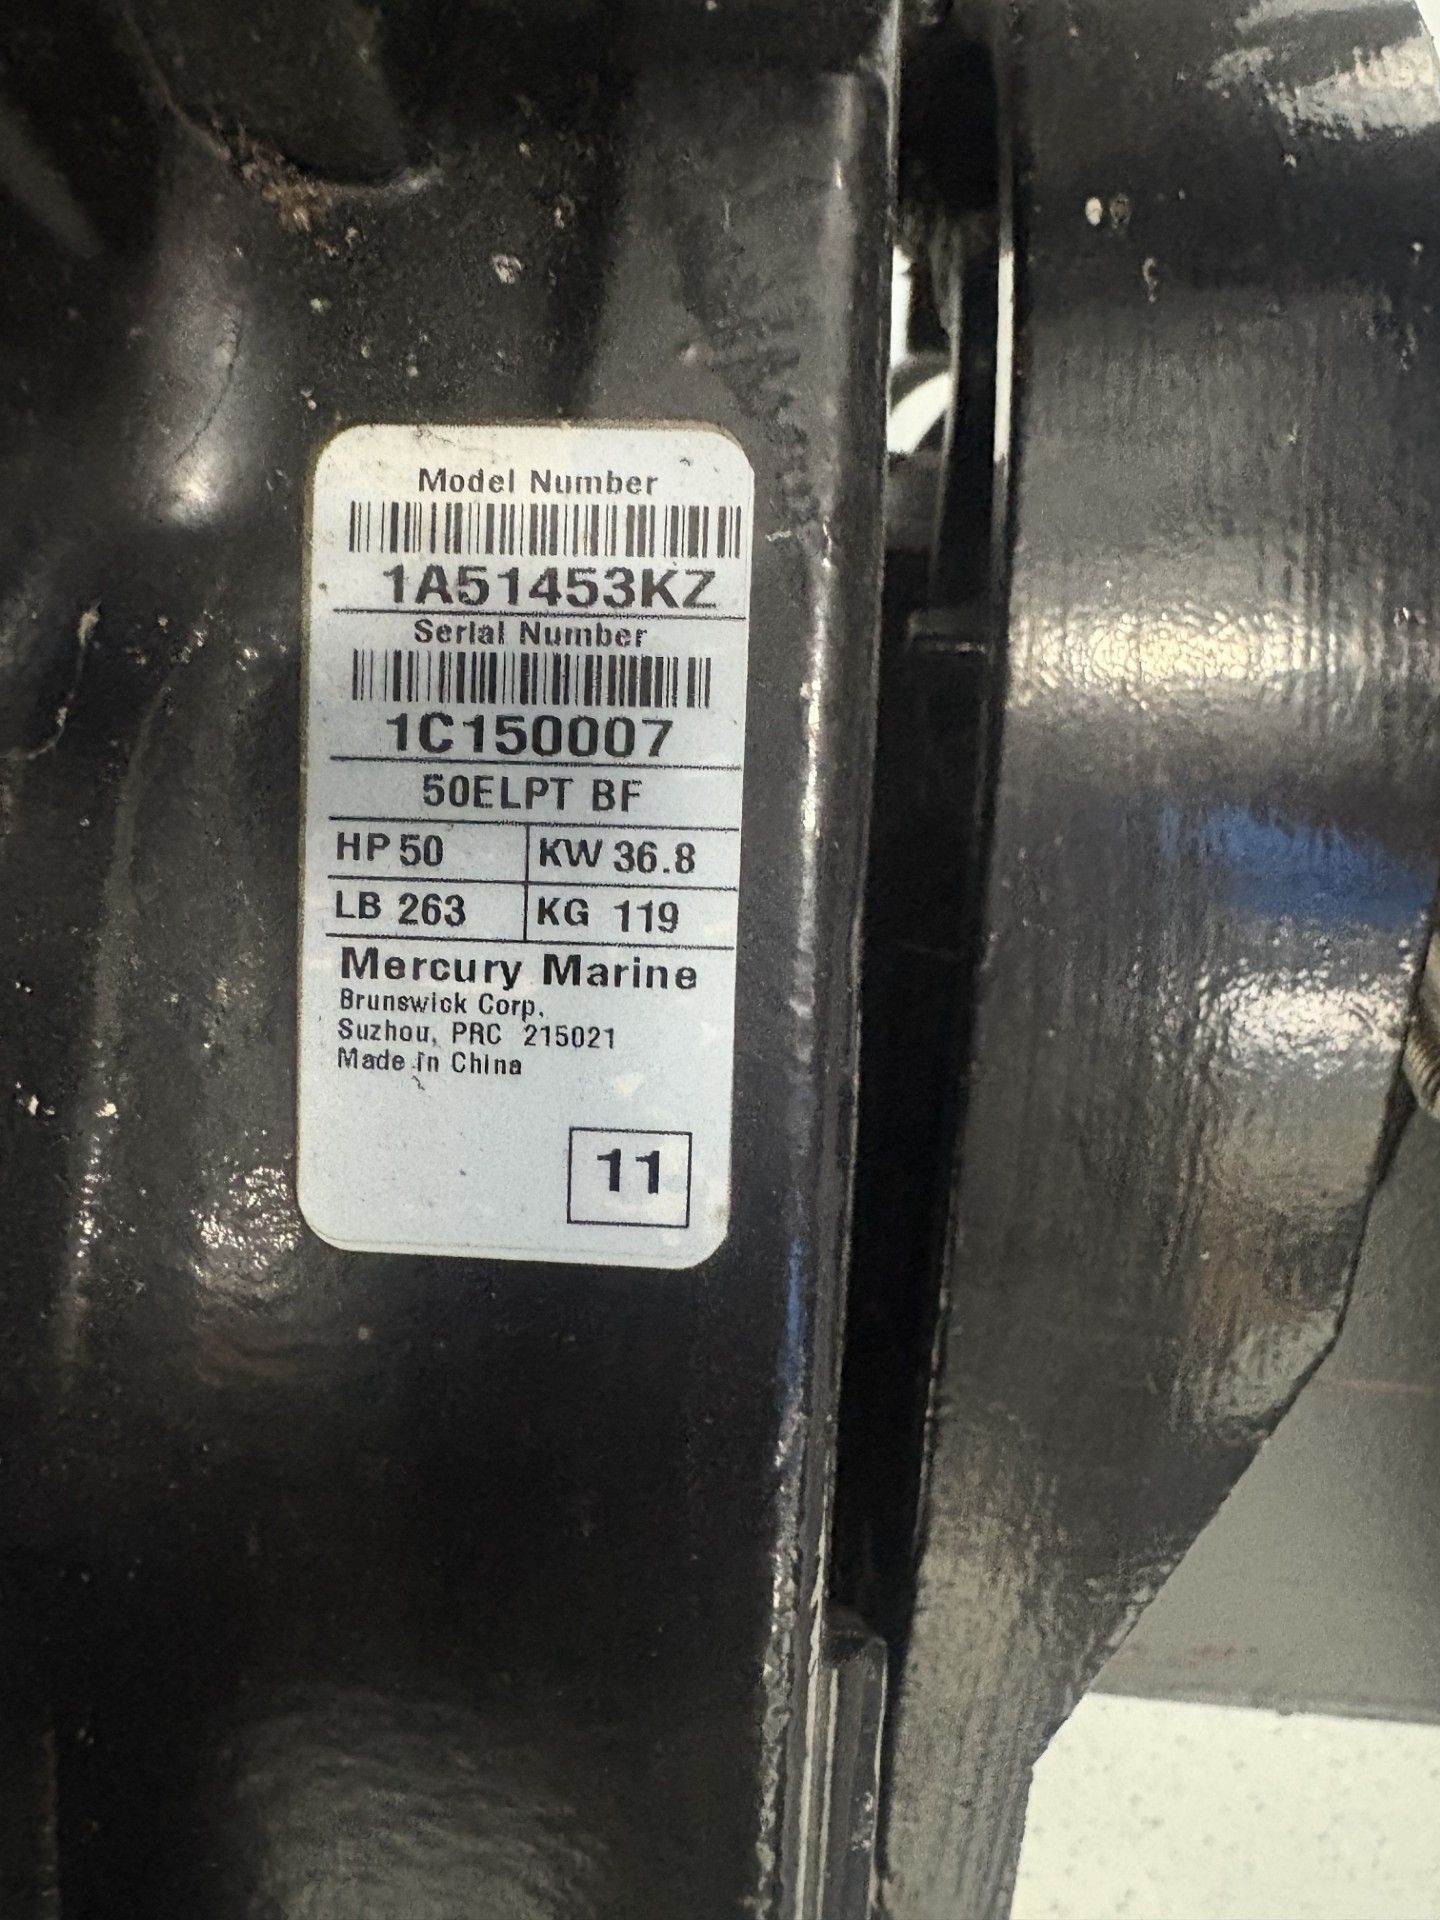 Model Number
1A51453KZ
Serial Number
1C150007
50ELPT BF
HP 50 KW 36.8
LB 263 KG 119
Mercury Marine
Brunswick Corp.
Suzhou, PRC 215021
Made in China
11